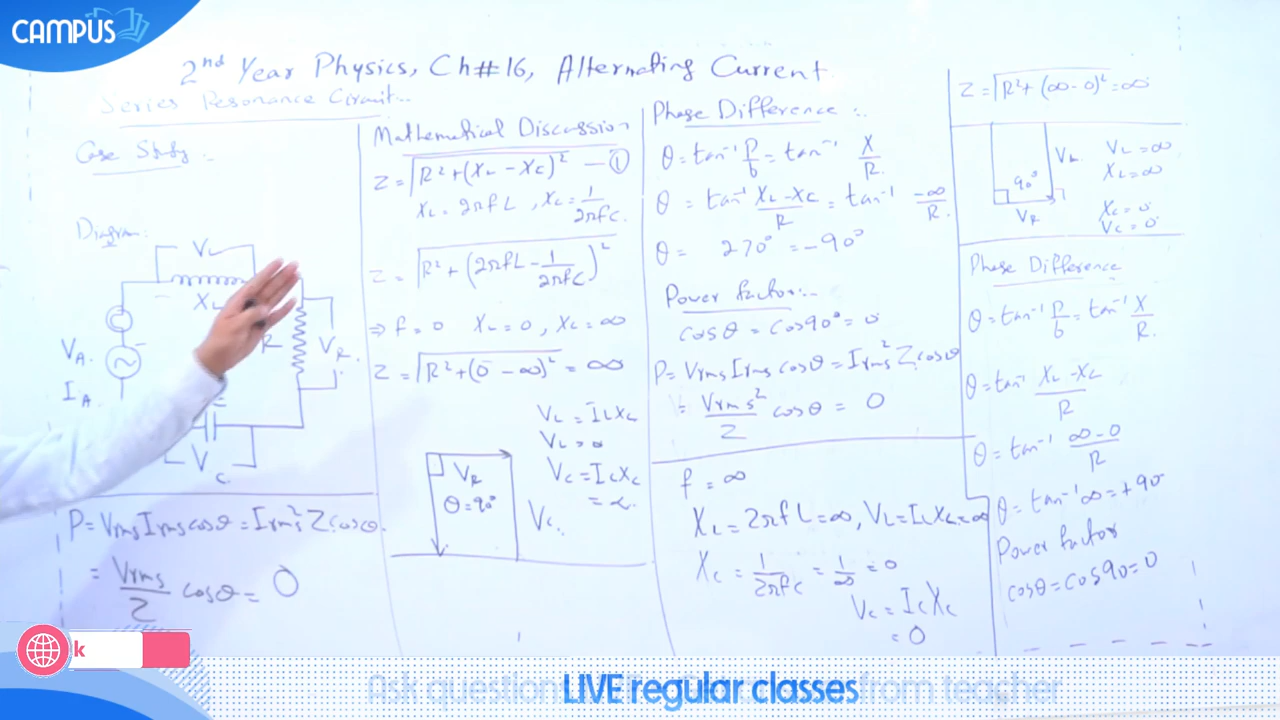 CAMPUS
2nd Year Physics, Ch#16, Alternating Current
Series Resonance Circuit..
Case Study :-
Diagram:
VL
XL
R
VR.
VA.
IA.
VC.
P=Vrms Irms cosθ = Irms² Z cosθ.
= Vrms/Z cosθ = 0
Mathematical Discussion
Z = √R²+(XL-XC)² —①
XL = 2πfL, XC = 1/2πfC.
Z = √R²+(2πfL - 1/2πfC)²
⇒ f=0 XL=0, XC=∞
Z = √R²+(0-∞)² = ∞
VL = ILXL
VL = 0
VC = ICXC
= ∞.
VR
θ=90°
VC.
Phase Difference :.
θ = tan⁻¹ P/b = tan⁻¹ X/R.
θ = tan⁻¹ XL-XC/R = tan⁻¹ -∞/R.
θ = 270° = -90°
Power factor:-.
cosθ = cos90° = 0
P= Vrms Irms cosθ = Irms² Z cosθ
= Vrms²/Z cosθ = 0
f = ∞
XL = 2πfL = ∞, VL = ILXL = ∞
XC = 1/2πfC = 1/∞ = 0
VC = ICXC
= 0
Z = √R²+(∞-0)² = ∞
VL
90°
VR
VL = ∞
XL = ∞
XC = 0
VC = 0
Phase Difference
θ = tan⁻¹ P/b = tan⁻¹ X/R.
θ = tan⁻¹ XL-XC/R
θ = tan⁻¹ ∞-0/R
θ = tan⁻¹∞ = +90
Power factor
cosθ = cos90 = 0
k
LIVE regular classes